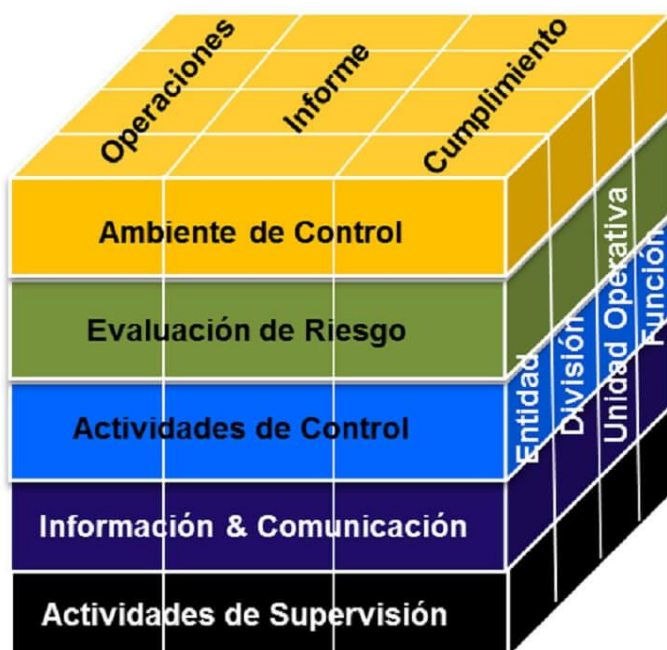 Operaciones
Informe
Cumplimiento
Ambiente de Control
Evaluación de Riesgo
Actividades de Control
Información & Comunicación
Actividades de Supervisión
Entidad
División
Unidad Operativa
Función